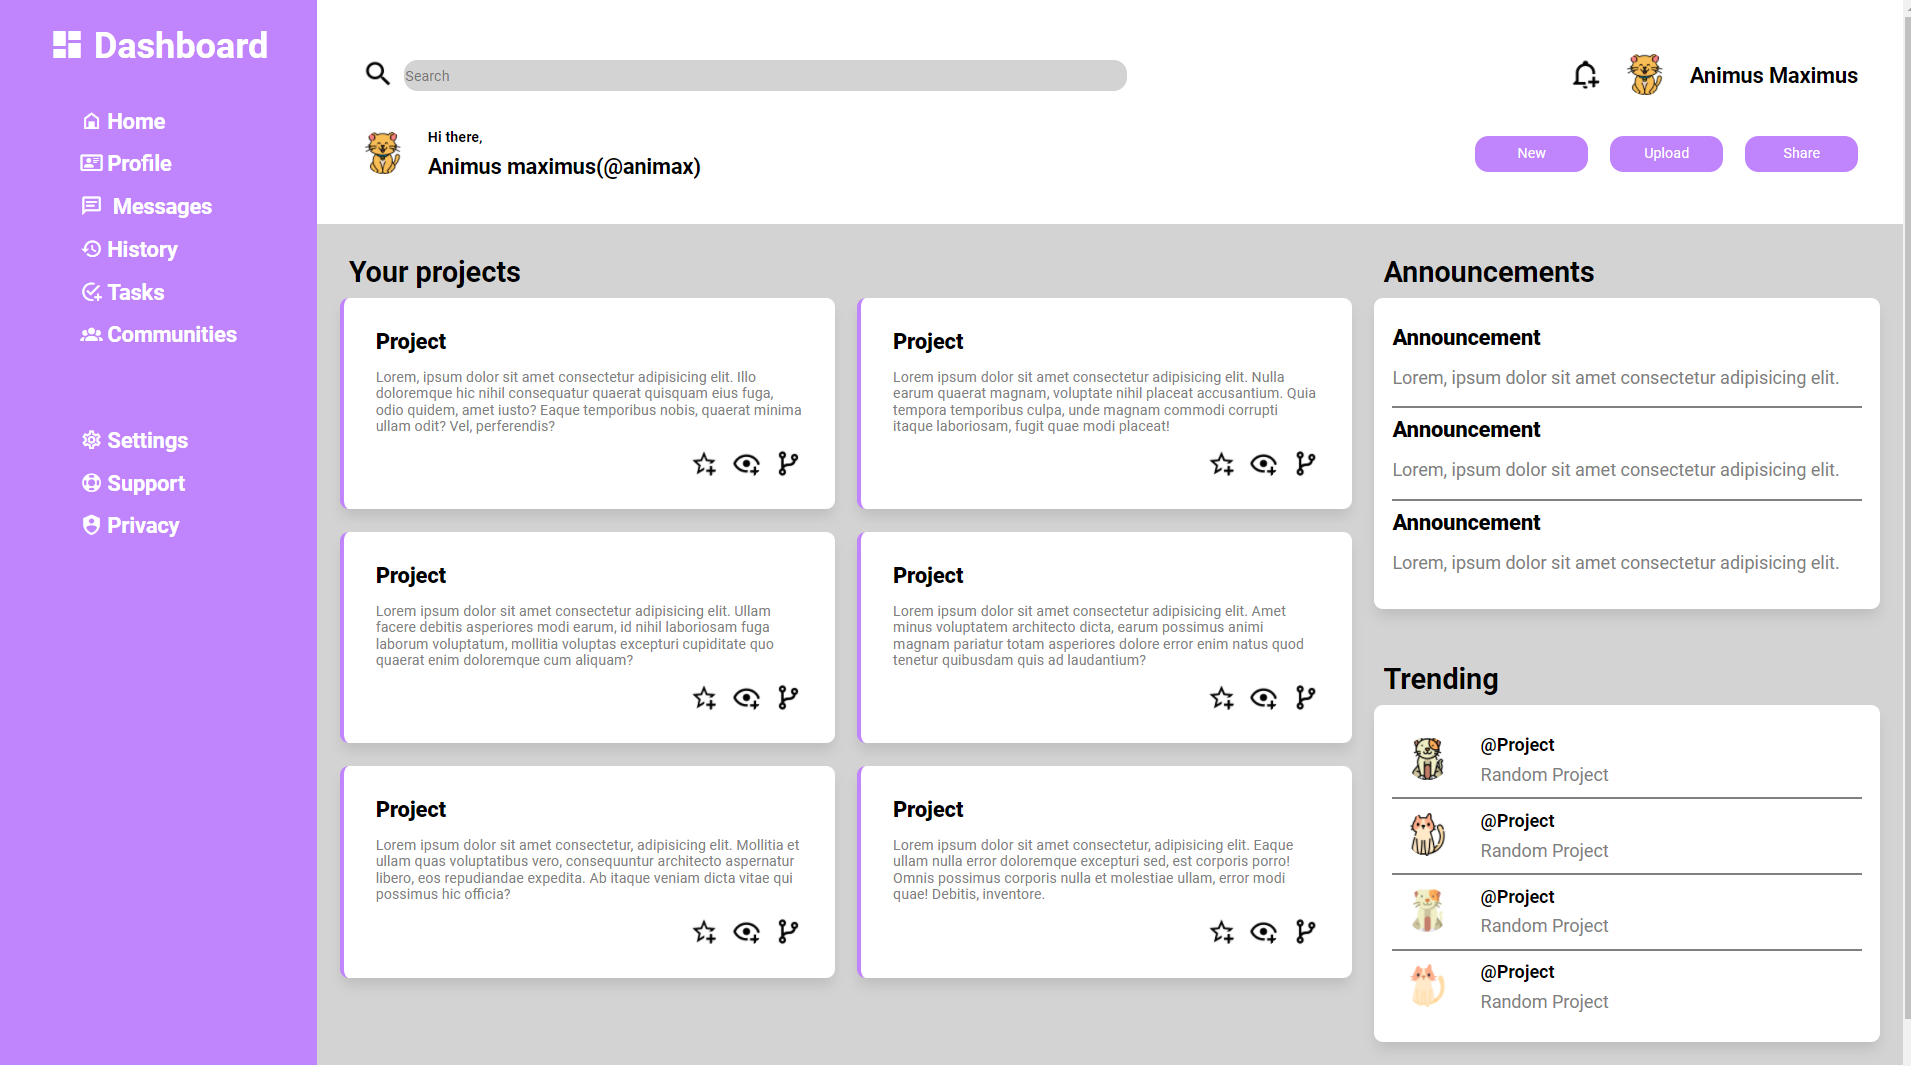 Dashboard
Home
Profile
Messages
History
Tasks
Communities
Settings
Support
Privacy
Search
Animus Maximus
Hi there,
Animus maximus(@animax)
New
Upload
Share
Your projects
Project
Lorem, ipsum dolor sit amet consectetur adipisicing elit. Illo
doloremque hic nihil consequatur quaerat quisquam eius fuga,
odio quidem, amet iusto? Eaque temporibus nobis, quaerat minima
ullam odit? Vel, perferendis?
Project
Lorem ipsum dolor sit amet consectetur adipisicing elit. Nulla
earum quaerat magnam, voluptate nihil placeat accusantium. Quia
tempora temporibus culpa, unde magnam commodi corrupti
itaque laboriosam, fugit quae modi placeat!
Project
Lorem ipsum dolor sit amet consectetur adipisicing elit. Ullam
facere debitis asperiores modi earum, id nihil laboriosam fuga
laborum voluptatum, mollitia voluptas excepturi cupiditate quo
quaerat enim doloremque cum aliquam?
Project
Lorem ipsum dolor sit amet consectetur adipisicing elit. Amet
minus voluptatem architecto dicta, earum possimus animi
magnam pariatur totam asperiores dolore error enim natus quod
tenetur quibusdam quis ad laudantium?
Project
Lorem ipsum dolor sit amet consectetur, adipisicing elit. Mollitia et
ullam quas voluptatibus vero, consequuntur architecto aspernatur
libero, eos repudiandae expedita. Ab itaque veniam dicta vitae qui
possimus hic officia?
Project
Lorem ipsum dolor sit amet consectetur, adipisicing elit. Eaque
ullam nulla error doloremque excepturi sed, est corporis porro!
Omnis possimus corporis nulla et molestiae ullam, error modi
quae! Debitis, inventore.
Announcements
Announcement
Lorem, ipsum dolor sit amet consectetur adipisicing elit.
Announcement
Lorem, ipsum dolor sit amet consectetur adipisicing elit.
Announcement
Lorem, ipsum dolor sit amet consectetur adipisicing elit.
Trending
@Project
Random Project
@Project
Random Project
@Project
Random Project
@Project
Random Project